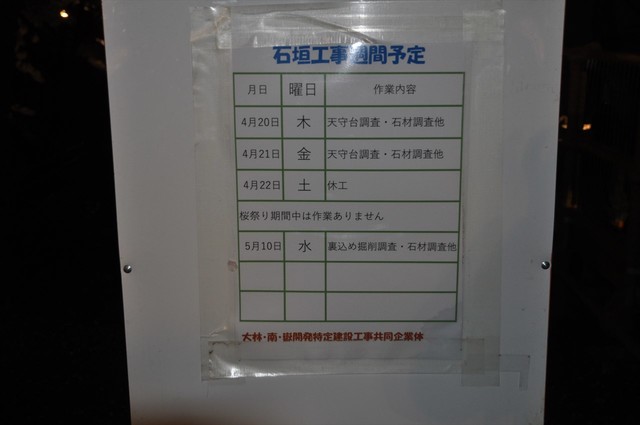 石垣工事週間予定
月日 曜日 作業内容
4月20日 木 天守台調査・石材調査他
4月21日 金 天守台調査・石材調査他
4月22日 土 休工
桜祭り期間中は作業ありません
5月10日 水 裏込め掘削調査・石材調査他
大林・南・嶽開発特定建設工事共同企業体